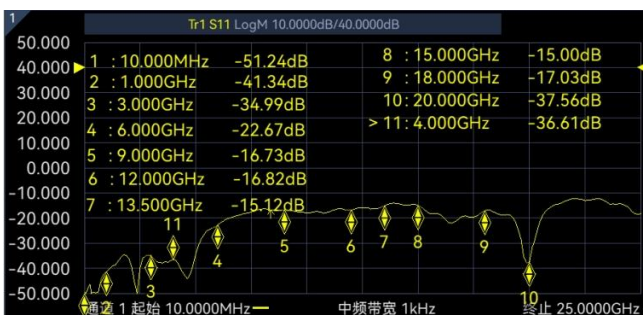 1
Tr1 S11 LogM 10.0000dB/40.0000dB
50.000
40.000
30.000
20.000
10.000
0.000
-10.000
-20.000
-30.000
-40.000
-50.000
1 : 10.000MHz -51.24dB
2 : 1.000GHz -41.34dB
3 : 3.000GHz -34.99dB
4 : 6.000GHz -22.67dB
5 : 9.000GHz -16.73dB
6 : 12.000GHz -16.82dB
7 : 13.500GHz -15.12dB
8 : 15.000GHz -15.00dB
9 : 18.000GHz -17.03dB
10: 20.000GHz -37.56dB
> 11: 4.000GHz -36.61dB
11
2
3
4
5
6
7
8
9
10
通道 1 起始 10.0000MHz
中频带宽 1kHz
终止 25.0000GHz